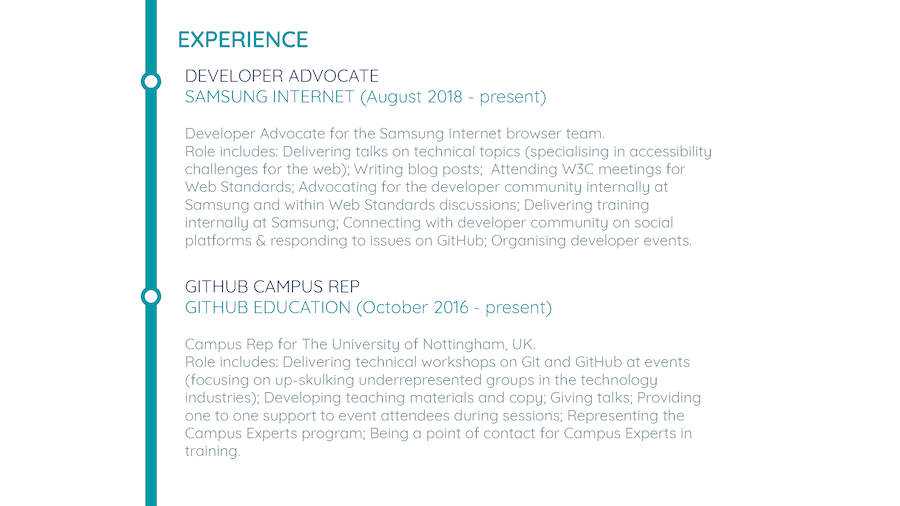 EXPERIENCE
DEVELOPER ADVOCATE
SAMSUNG INTERNET (August 2018 - present)
Developer Advocate for the Samsung Internet browser team.
Role includes: Delivering talks on technical topics (specialising in accessibility
challenges for the web); Writing blog posts;  Attending W3C meetings for
Web Standards; Advocating for the developer community internally at
Samsung and within Web Standards discussions; Delivering training
internally at Samsung; Connecting with developer community on social
platforms & responding to issues on GitHub; Organising developer events.
GITHUB CAMPUS REP
GITHUB EDUCATION (October 2016 - present)
Campus Rep for The University of Nottingham, UK.
Role includes: Delivering technical workshops on Git and GitHub at events
(focusing on up-skulking underrepresented groups in the technology
industries); Developing teaching materials and copy; Giving talks; Providing
one to one support to event attendees during sessions; Representing the
Campus Experts program; Being a point of contact for Campus Experts in
training.